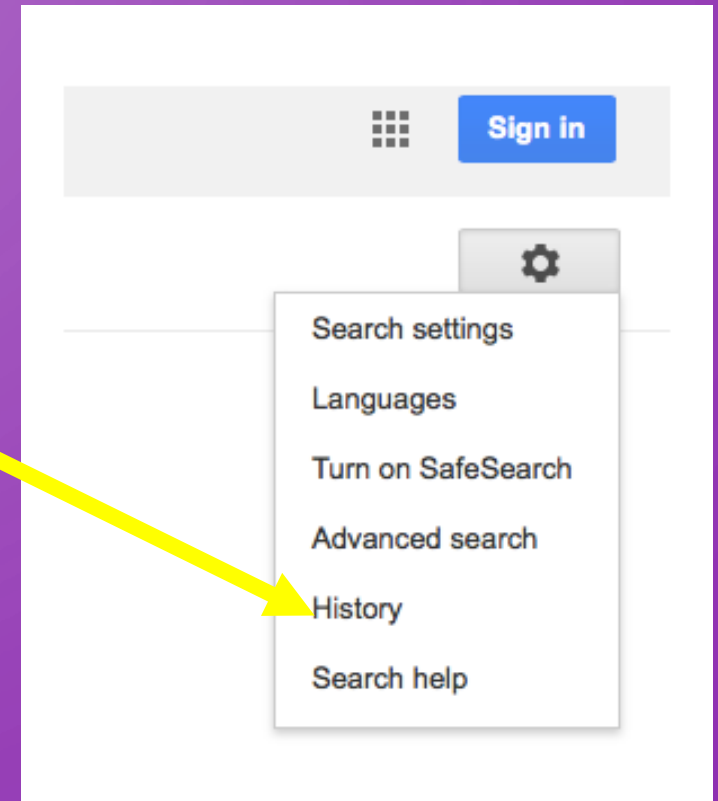 Sign in
Search settings
Languages
Turn on SafeSearch
Advanced search
History
Search help